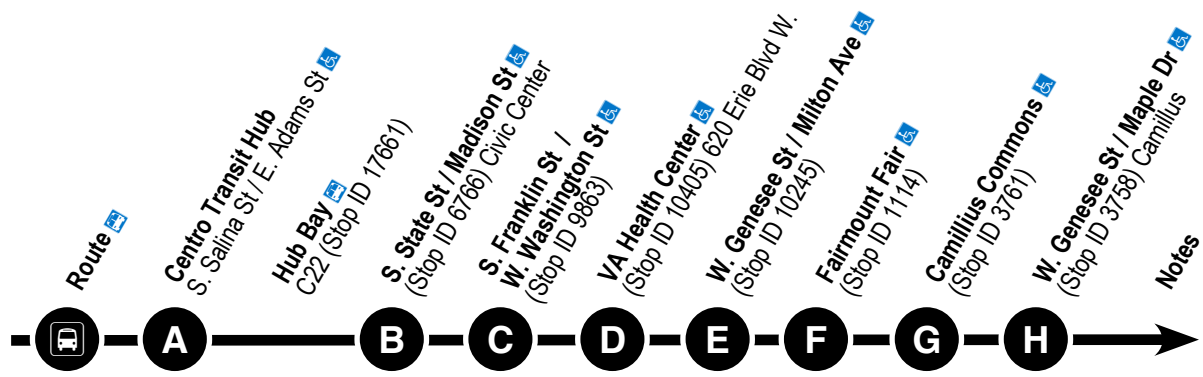 Route
Centro Transit Hub
S. Salina St / E. Adams St
Hub Bay
C22 (Stop ID 17661)
S. State St / Madison St
(Stop ID 6766) Civic Center
S. Franklin St /
W. Washington St
(Stop ID 9863)
VA Health Center
(Stop ID 10405) 620 Erie Blvd W.
W. Genesee St / Milton Ave
(Stop ID 10245)
Fairmount Fair
(Stop ID 1114)
Camillius Commons
(Stop ID 3761)
W. Genesee St / Maple Dr
(Stop ID 3758) Camillus
Notes
A
B
C
D
E
F
G
H